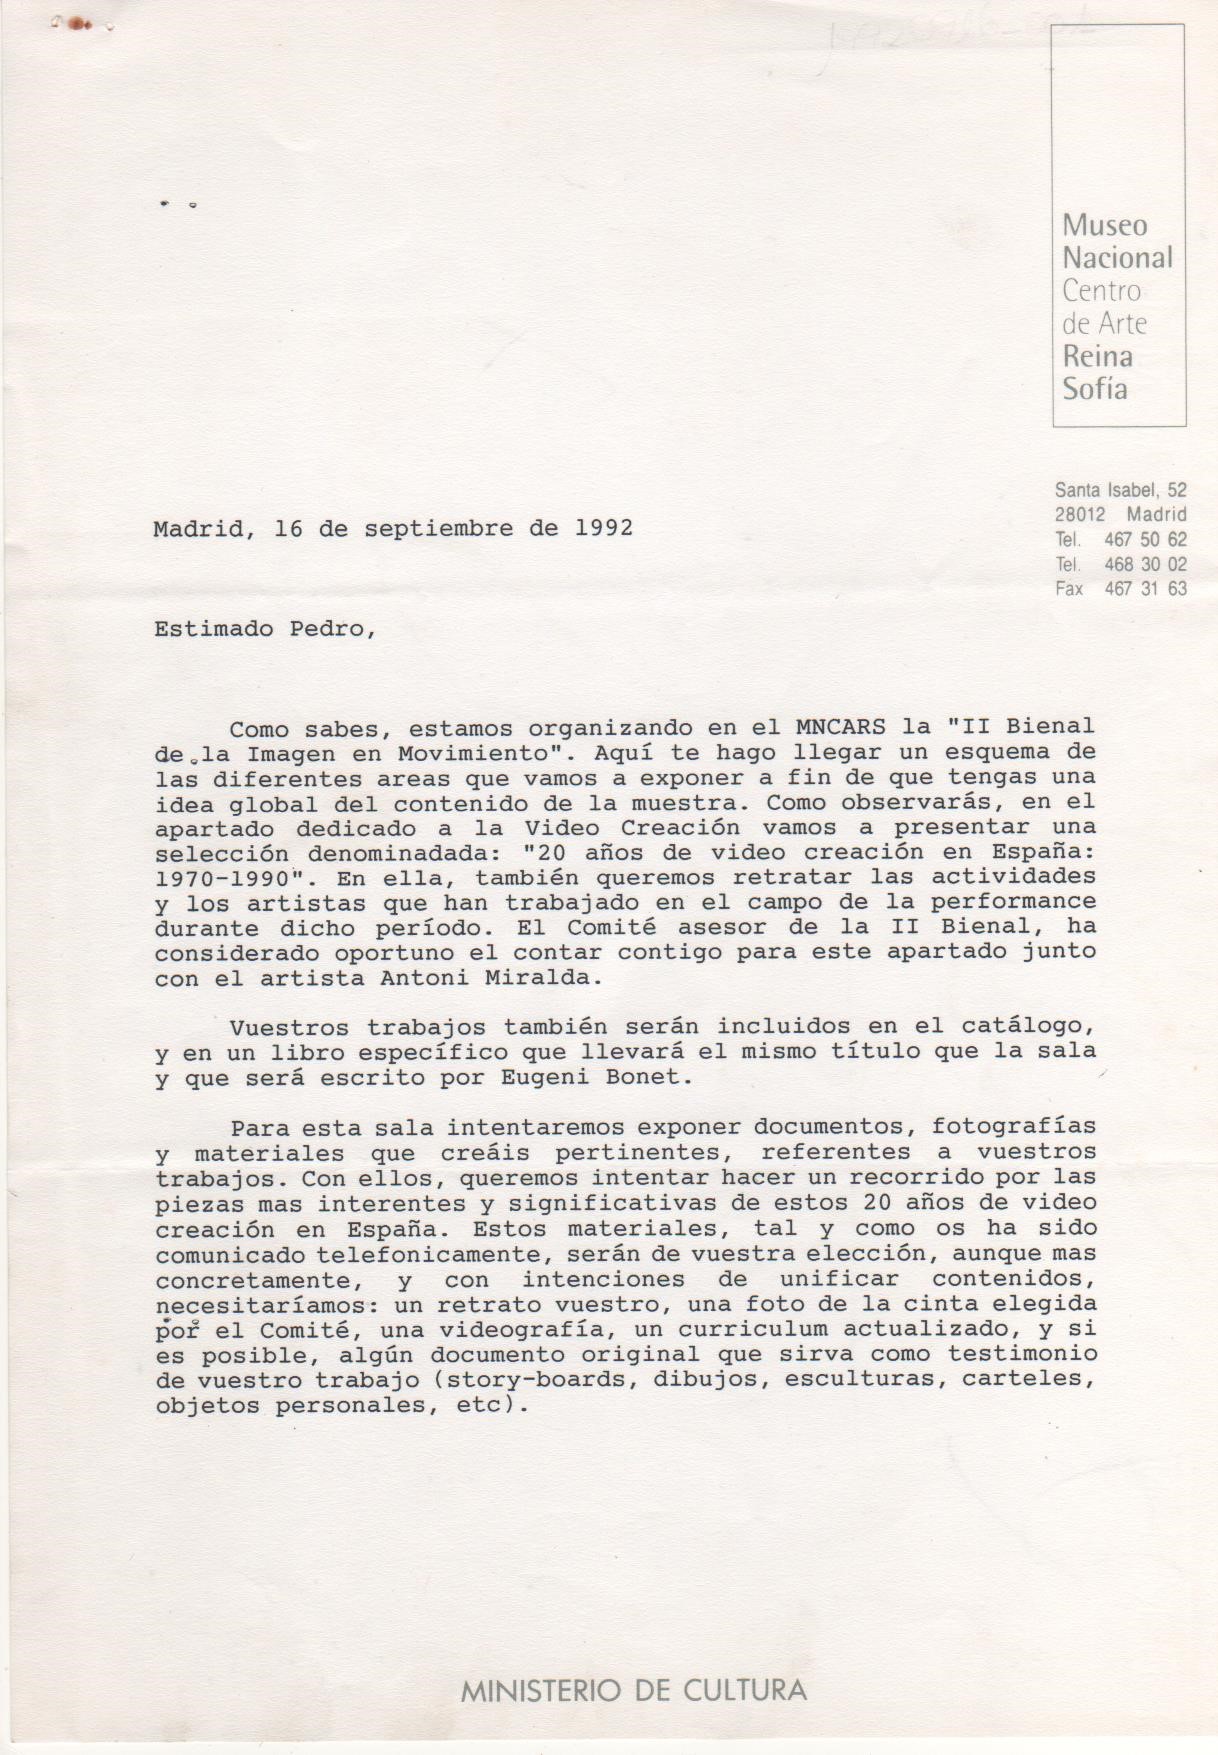 Museo
Nacional
Centro
de Arte
Reina
Sofía
Santa Isabel, 52
28012 Madrid
Tel. 467 50 62
Tel. 468 30 02
Fax 467 31 63
Madrid, 16 de septiembre de 1992
Estimado Pedro,
Como sabes, estamos organizando en el MNCARS la "II Bienal
de la Imagen en Movimiento". Aquí te hago llegar un esquema de
las diferentes areas que vamos a exponer a fin de que tengas una
idea global del contenido de la muestra. Como observarás, en el
apartado dedicado a la Video Creación vamos a presentar una
selección denominadada: "20 años de video creación en España:
1970-1990". En ella, también queremos retratar las actividades
y los artistas que han trabajado en el campo de la performance
durante dicho período. El Comité asesor de la II Bienal, ha
considerado oportuno el contar contigo para este apartado junto
con el artista Antoni Miralda.
Vuestros trabajos también serán incluidos en el catálogo,
y en un libro específico que llevará el mismo título que la sala
y que será escrito por Eugeni Bonet.
Para esta sala intentaremos exponer documentos, fotografías
y materiales que creáis pertinentes, referentes a vuestros
trabajos. Con ellos, queremos intentar hacer un recorrido por las
piezas mas interentes y significativas de estos 20 años de video
creación en España. Estos materiales, tal y como os ha sido
comunicado telefonicamente, serán de vuestra elección, aunque mas
concretamente, y con intenciones de unificar contenidos,
necesitaríamos: un retrato vuestro, una foto de la cinta elegida
por el Comité, una videografía, un curriculum actualizado, y si
es posible, algún documento original que sirva como testimonio
de vuestro trabajo (story-boards, dibujos, esculturas, carteles,
objetos personales, etc).
MINISTERIO DE CULTURA